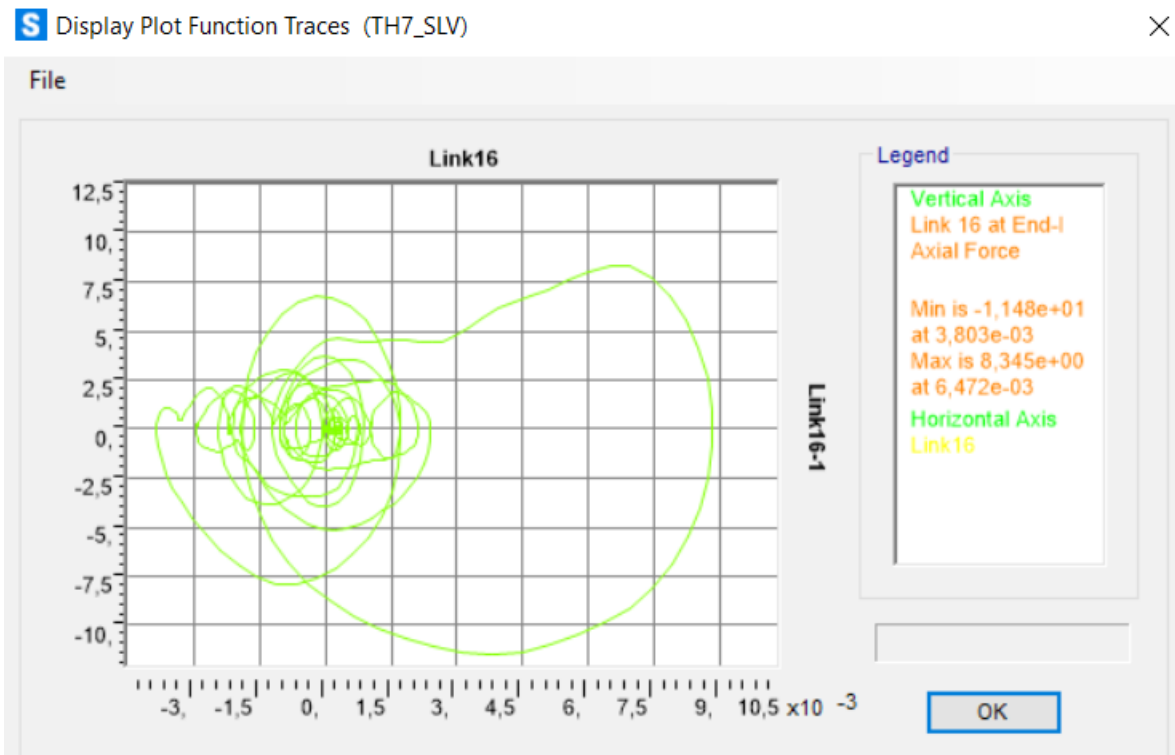 S Display Plot Function Traces (TH7_SLV)
File
Link16
12,5
10,
7,5
5,
2,5
0,
-2,5
-5,
-7,5
-10,
-3, -1,5 0, 1,5 3, 4,5 6, 7,5 9, 10,5 x10 -3
Link16-1
Legend
Vertical Axis
Link 16 at End-I
Axial Force
Min is -1,148e+01
at 3,803e-03
Max is 8,345e+00
at 6,472e-03
Horizontal Axis
Link16
OK